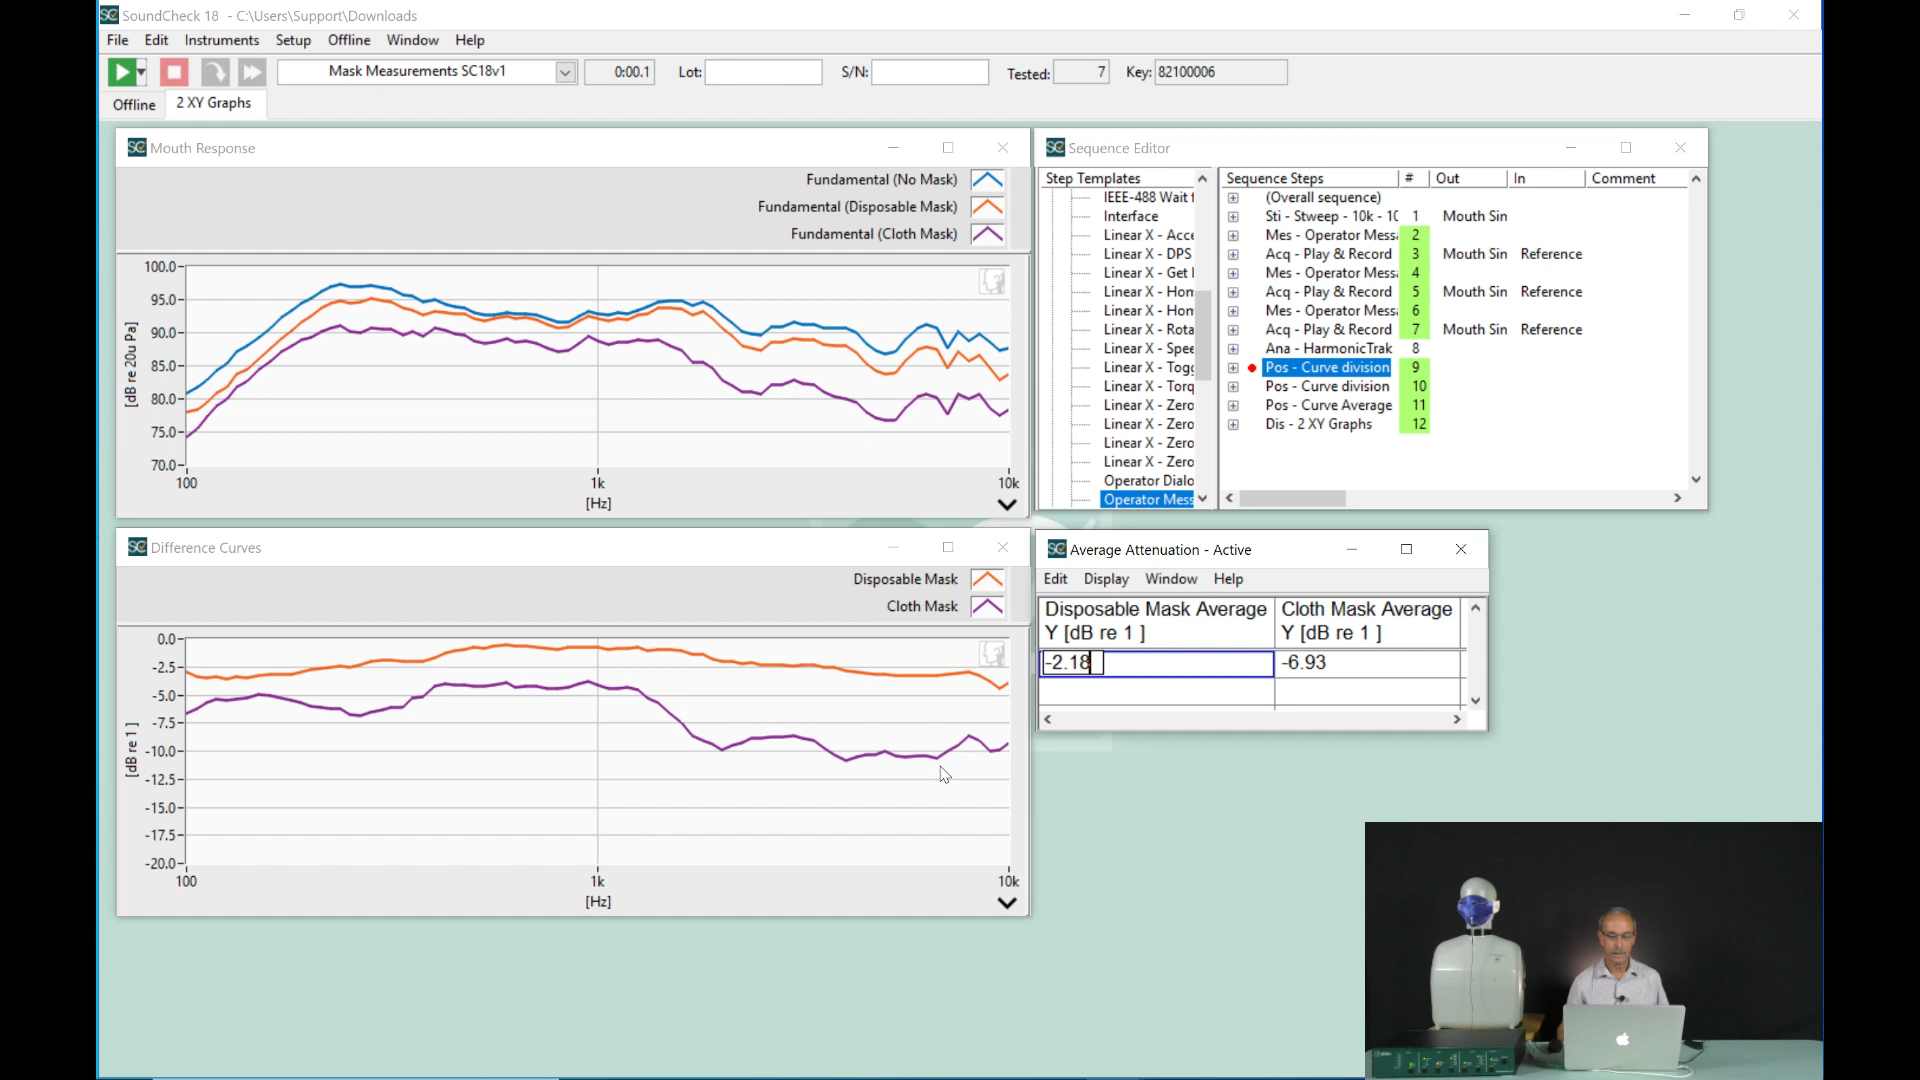 SoundCheck 18 - C:\Users\Support\Downloads
File Edit Instruments Setup Offline Window Help
Mask Measurements SC18v1 0:00.1 Lot: S/N: Tested: 7 Key: 82100006
Offline 2 XY Graphs
Mouth Response
Fundamental (No Mask)
Fundamental (Disposable Mask)
Fundamental (Cloth Mask)
100.0
95.0
90.0
85.0
80.0
75.0
70.0
[dB re 20u Pa]
100 1k 10k
[Hz]
Sequence Editor
Step Templates
IEEE-488 Wait f
Interface
Linear X - Acce
Linear X - DPS
Linear X - Get I
Linear X - Hom
Linear X - Hom
Linear X - Rota
Linear X - Spee
Linear X - Togg
Linear X - Torq
Linear X - Zero
Linear X - Zero
Linear X - Zero
Linear X - Zero
Operator Dialo
Operator Mess
Sequence Steps # Out In Comment
(Overall sequence)
Sti - Stweep - 10k - 10 1 Mouth Sin
Mes - Operator Mess 2
Acq - Play & Record 3 Mouth Sin Reference
Mes - Operator Mess 4
Acq - Play & Record 5 Mouth Sin Reference
Mes - Operator Mess 6
Acq - Play & Record 7 Mouth Sin Reference
Ana - HarmonicTrak 8
Pos - Curve division 9
Pos - Curve division 10
Pos - Curve Average 11
Dis - 2 XY Graphs 12
Difference Curves
Disposable Mask
Cloth Mask
0.0
-2.5
-5.0
-7.5
-10.0
-12.5
-15.0
-17.5
-20.0
[dB re 1 ]
100 1k 10k
[Hz]
Average Attenuation - Active
Edit Display Window Help
Disposable Mask Average Cloth Mask Average
Y [dB re 1 ] Y [dB re 1 ]
-2.18 -6.93